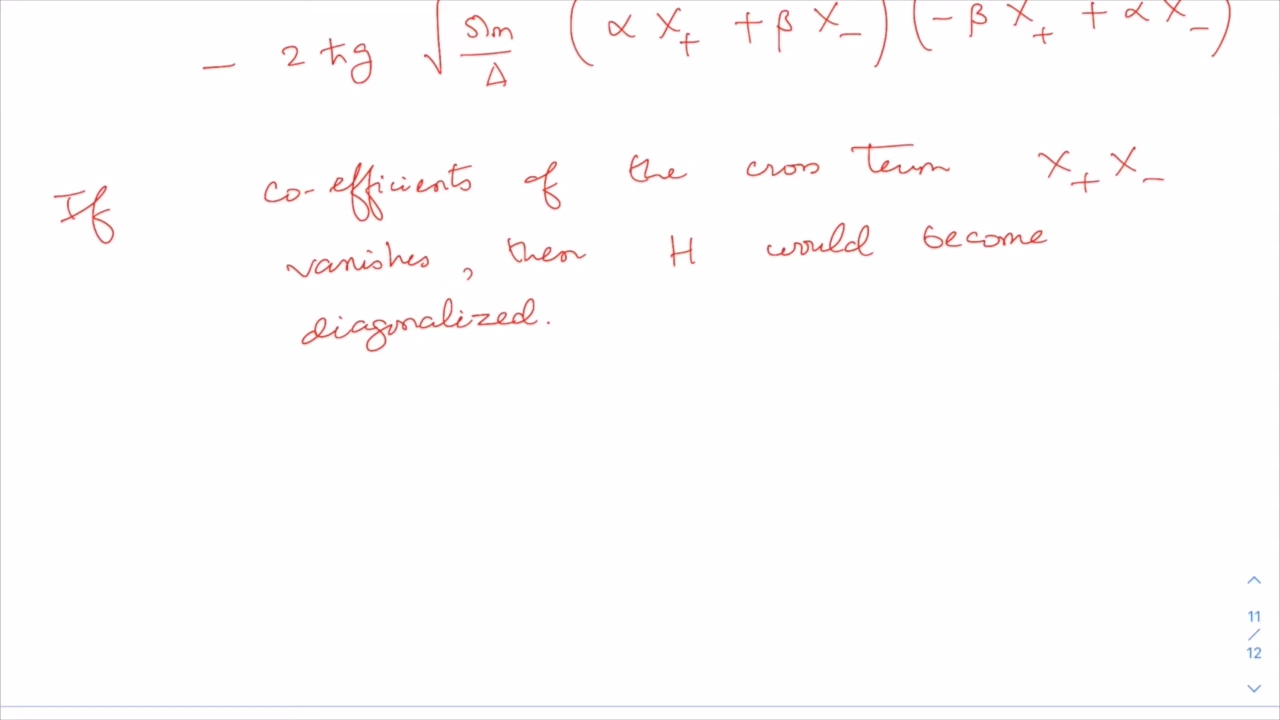 - 2 ħg √(Ωm/Δ) (α X₊ + β X₋) (- β X₊ + α X₋)
If co-efficients of the cross term X₊ X₋
vanishes, then H would become
diagonalized.
11
/
12